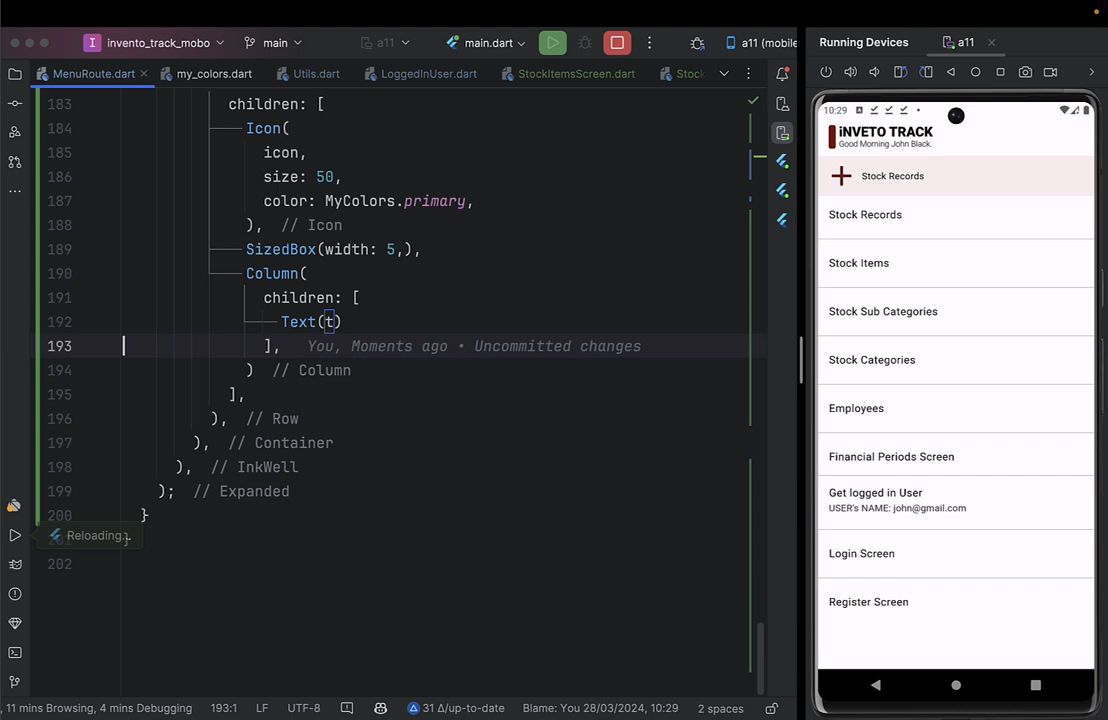 I invento_track_mobo main a11 main.dart a11 (mobile
MenuRoute.dart my_colors.dart Utils.dart LoggedInUser.dart StockItemsScreen.dart Stock
183 children: [
184 Icon(
185 icon,
186 size: 50,
187 color: MyColors.primary,
188 ), // Icon
189 SizedBox(width: 5,),
190 Column(
191 children: [
192 Text(t)
193 ], You, Moments ago • Uncommitted changes
194 ) // Column
195 ],
196 ), // Row
197 ), // Container
198 ), // InkWell
199 ); // Expanded
200 }
Reloading... }
202
, 11 mins Browsing, 4 mins Debugging 193:1 LF UTF-8 31 Δ/up-to-date Blame: You 28/03/2024, 10:29 2 spaces
Running Devices a11
10:29
iNVETO TRACK
Good Morning John Black.
Stock Records
Stock Records
Stock Items
Stock Sub Categories
Stock Categories
Employees
Financial Periods Screen
Get logged in User
USER's NAME: john@gmail.com
Login Screen
Register Screen